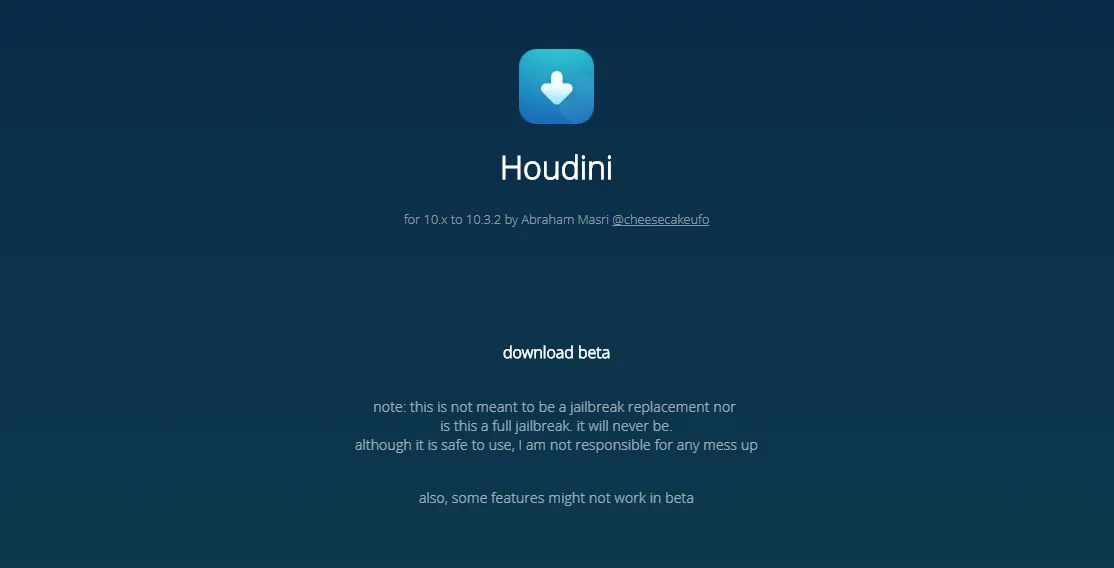 Houdini
for 10.x to 10.3.2 by Abraham Masri @cheesecakeufo
download beta
note: this is not meant to be a jailbreak replacement nor
is this a full jailbreak. it will never be.
although it is safe to use, I am not responsible for any mess up
also, some features might not work in beta